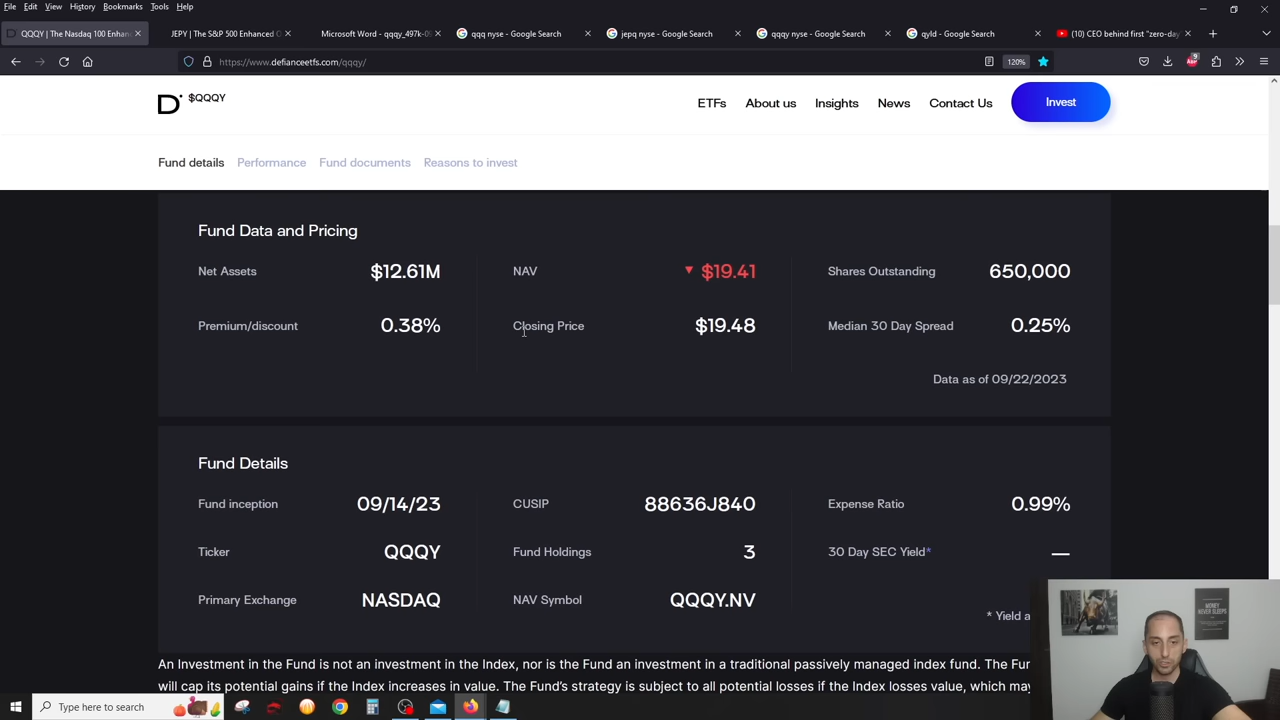 File Edit View History Bookmarks Tools Help
QQQY | The Nasdaq 100 Enhan
JEPY | The S&P 500 Enhanced O
Microsoft Word - qqqy_497k-09
qqq nyse - Google Search
jepq nyse - Google Search
qqqy nyse - Google Search
qyld - Google Search
(10) CEO behind first "zero-day
https://www.defianceetfs.com/qqqy/
120%
9
D $QQQY
ETFs About us Insights News Contact Us Invest
Fund details Performance Fund documents Reasons to invest
Fund Data and Pricing
Net Assets $12.61M NAV $19.41 Shares Outstanding 650,000
Premium/discount 0.38% Closing Price $19.48 Median 30 Day Spread 0.25%
Data as of 09/22/2023
Fund Details
Fund inception 09/14/23 CUSIP 88636J840 Expense Ratio 0.99%
Ticker QQQY Fund Holdings 3 30 Day SEC Yield* —
Primary Exchange NASDAQ NAV Symbol QQQY.NV
* Yield a
An Investment in the Fund is not an investment in the Index, nor is the Fund an investment in a traditional passively managed index fund. The Fun
will cap its potential gains if the Index increases in value. The Fund's strategy is subject to all potential losses if the Index losses value, which may
MONEY
NEVER SLEEPS
Type here to search